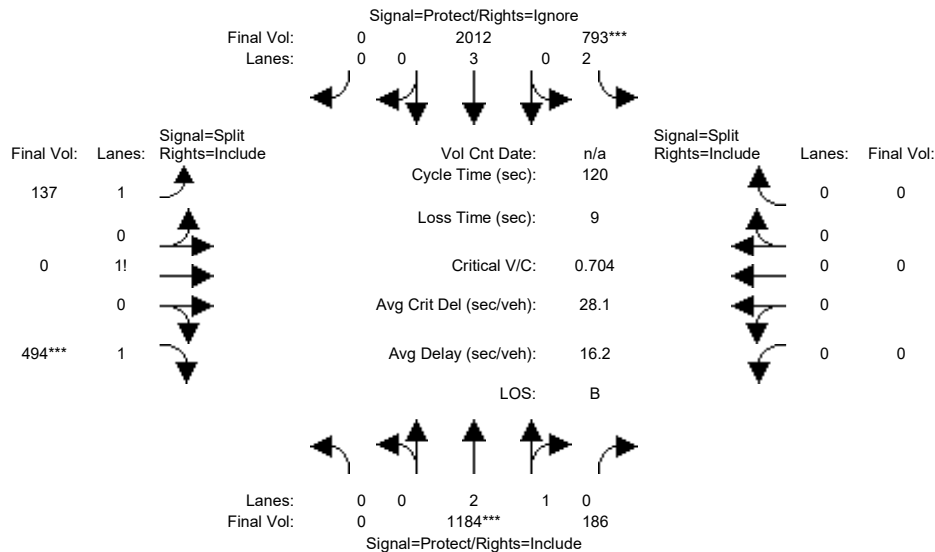 Signal=Protect/Rights=Ignore
Final Vol: 0 2012 793***
Lanes: 0 0 3 0 2
Signal=Split Signal=Split
Final Vol: Lanes: Rights=Include Vol Cnt Date: n/a Rights=Include Lanes: Final Vol:
Cycle Time (sec): 120
137 1 0 0
Loss Time (sec): 9
0 0
0 1! Critical V/C: 0.704 0 0
0 Avg Crit Del (sec/veh): 28.1 0
494*** 1 Avg Delay (sec/veh): 16.2 0 0
LOS: B
Lanes: 0 0 2 1 0
Final Vol: 0 1184*** 186
Signal=Protect/Rights=Include